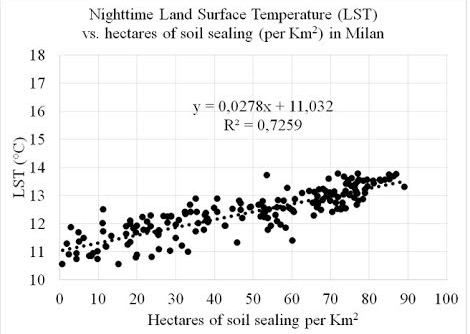 Nighttime Land Surface Temperature (LST)
vs. hectares of soil sealing (per Km²) in Milan
18
17
16
15
14
13
12
11
10
LST (°C)
y = 0,0278x + 11,032
R² = 0,7259
0 10 20 30 40 50 60 70 80 90 100
Hectares of soil sealing per Km²